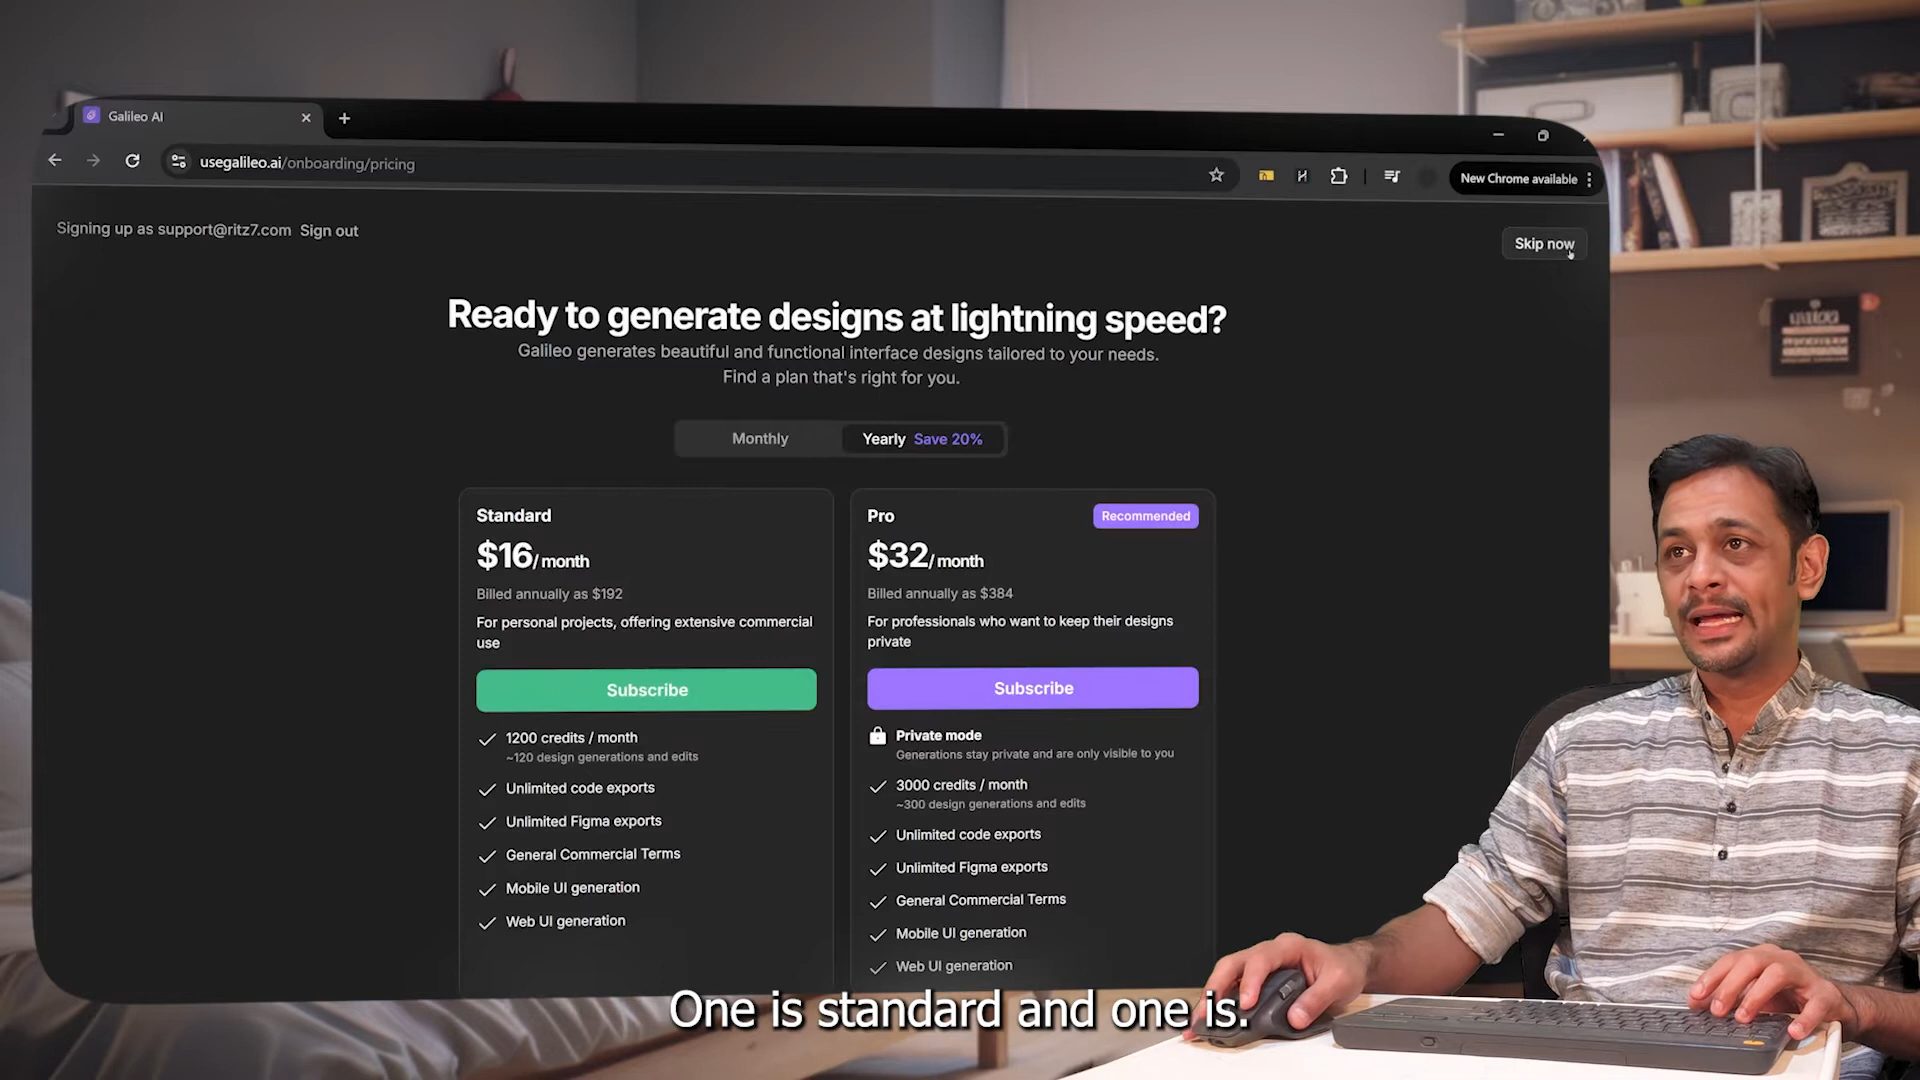 Galileo AI
usegalileo.ai/onboarding/pricing
New Chrome available
Signing up as support@ritz7.com Sign out
Skip now
Ready to generate designs at lightning speed?
Galileo generates beautiful and functional interface designs tailored to your needs.
Find a plan that's right for you.
Monthly
Yearly Save 20%
Standard
$16/ month
Billed annually as $192
For personal projects, offering extensive commercial
use
Subscribe
1200 credits / month
~120 design generations and edits
Unlimited code exports
Unlimited Figma exports
General Commercial Terms
Mobile UI generation
Web UI generation
Pro
Recommended
$32/ month
Billed annually as $384
For professionals who want to keep their designs
private
Subscribe
Private mode
Generations stay private and are only visible to you
3000 credits / month
~300 design generations and edits
Unlimited code exports
Unlimited Figma exports
General Commercial Terms
Mobile UI generation
Web UI generation
One is standard and one is.